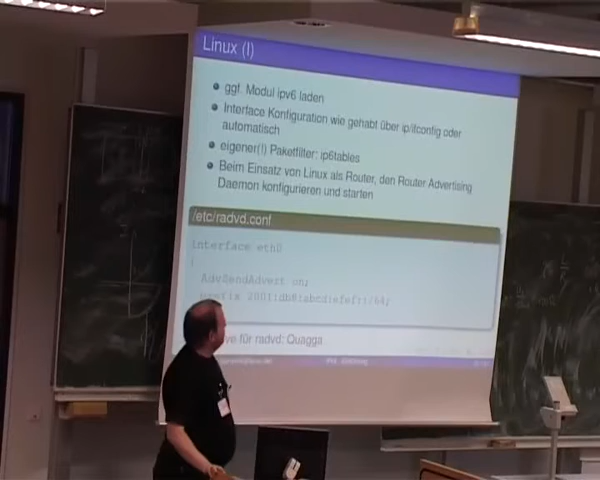 Linux (I)
ggf. Modul ipv6 laden
Interface Konfiguration wie gehabt über ip/ifconfig oder
automatisch
eigener(!) Paketfilter: ip6tables
Beim Einsatz von Linux als Router, den Router Advertising
Daemon konfigurieren und starten
/etc/radvd.conf
interface eth0
{
AdvSendAdvert on;
prefix 2001:db8:abcd:efef::/64;
ve für radvd: Quagga